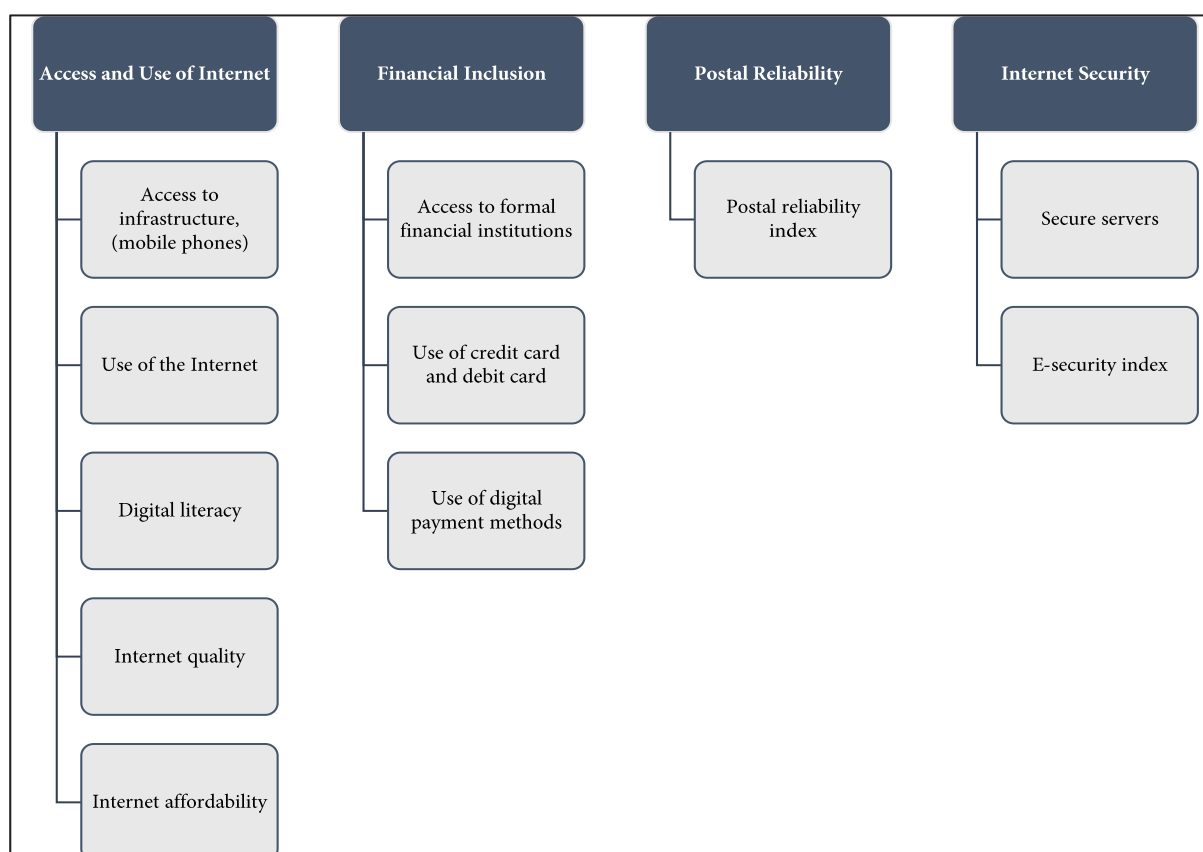 Access and Use of Internet
Access to
infrastructure,
(mobile phones)
Use of the Internet
Digital literacy
Internet quality
Internet affordability
Financial Inclusion
Access to formal
financial institutions
Use of credit card
and debit card
Use of digital
payment methods
Postal Reliability
Postal reliability
index
Internet Security
Secure servers
E-security index